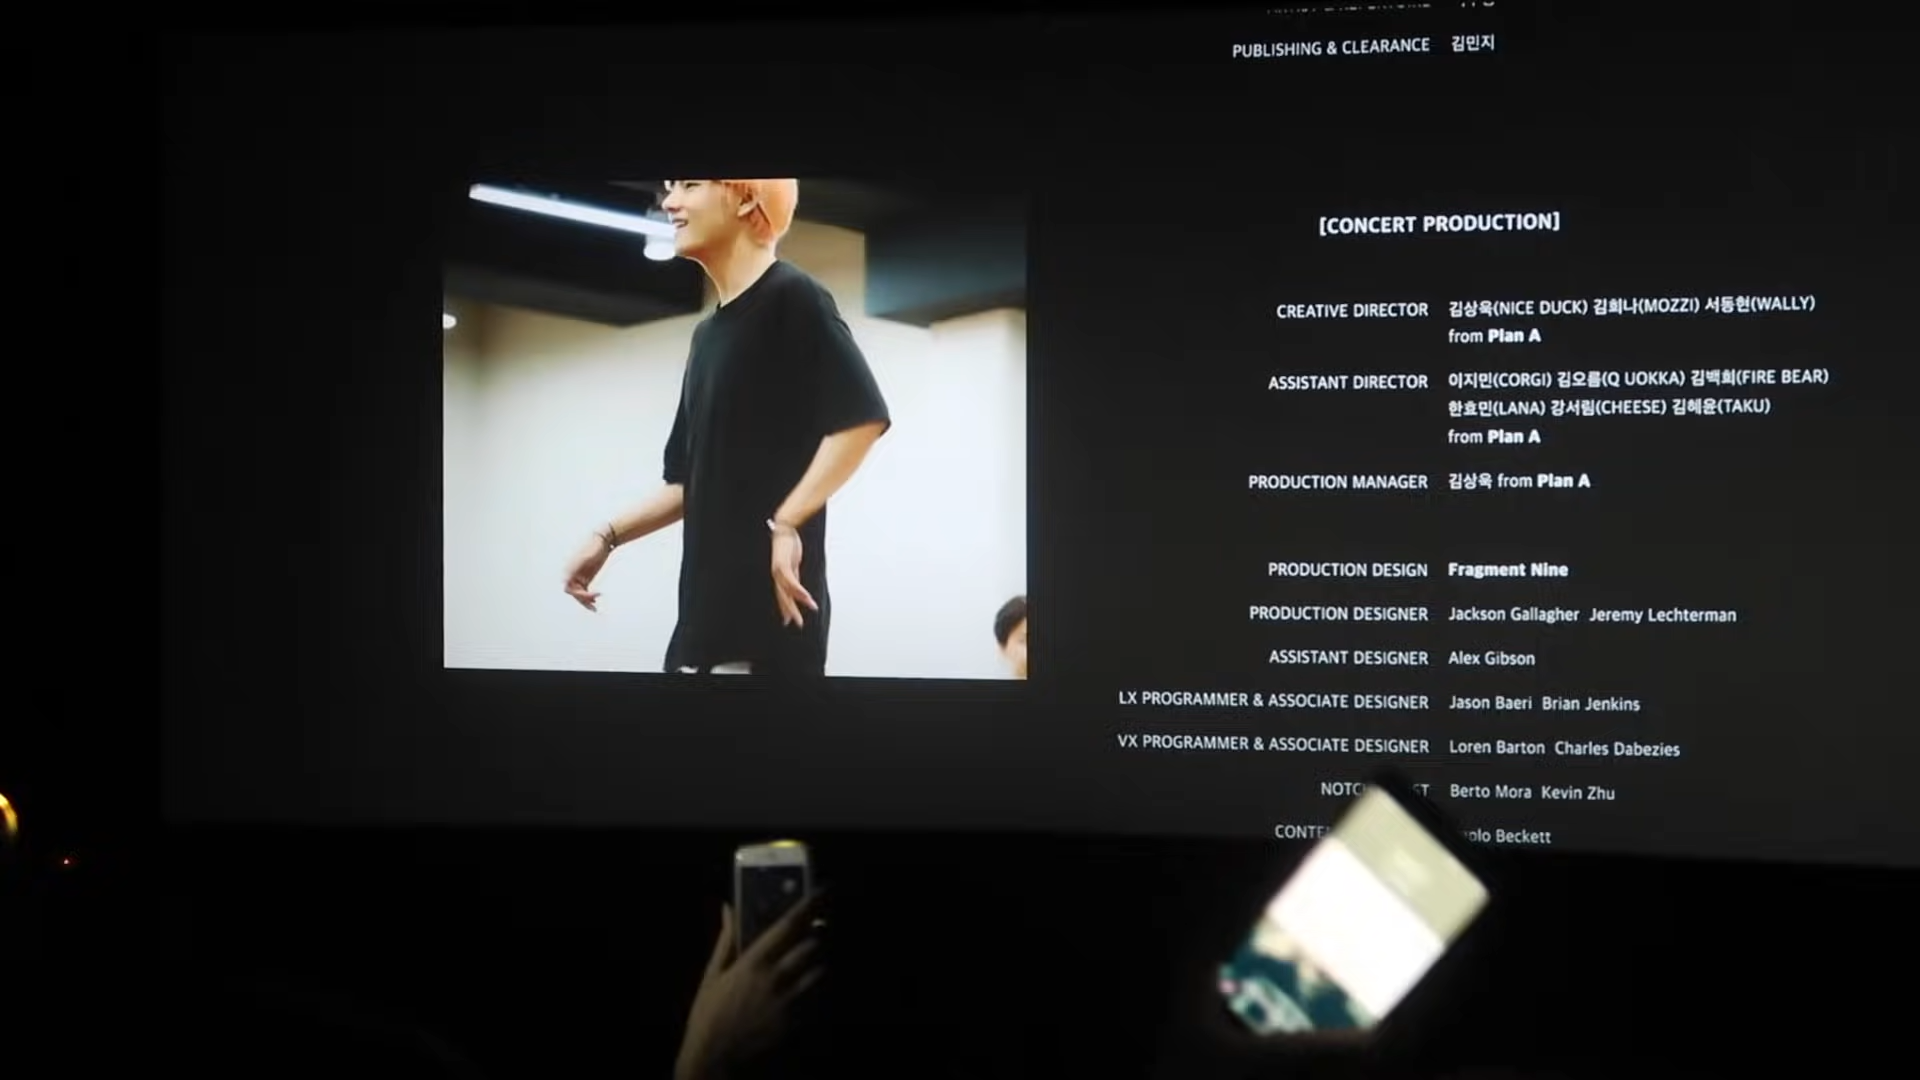 PUBLISHING & CLEARANCE 김민지
[CONCERT PRODUCTION]
CREATIVE DIRECTOR 김상욱(NICE DUCK) 김희나(MOZZI) 서동현(WALLY)
from Plan A
ASSISTANT DIRECTOR 이지민(CORGI) 김오름(Q UOKKA) 김백희(FIRE BEAR)
한효민(LANA) 강서림(CHEESE) 김혜윤(TAKU)
from Plan A
PRODUCTION MANAGER 김상욱 from Plan A
PRODUCTION DESIGN Fragment Nine
PRODUCTION DESIGNER Jackson Gallagher Jeremy Lechterman
ASSISTANT DESIGNER Alex Gibson
LX PROGRAMMER & ASSOCIATE DESIGNER Jason Baeri Brian Jenkins
VX PROGRAMMER & ASSOCIATE DESIGNER Loren Barton Charles Dabezies
Berto Mora Kevin Zhu
Beckett